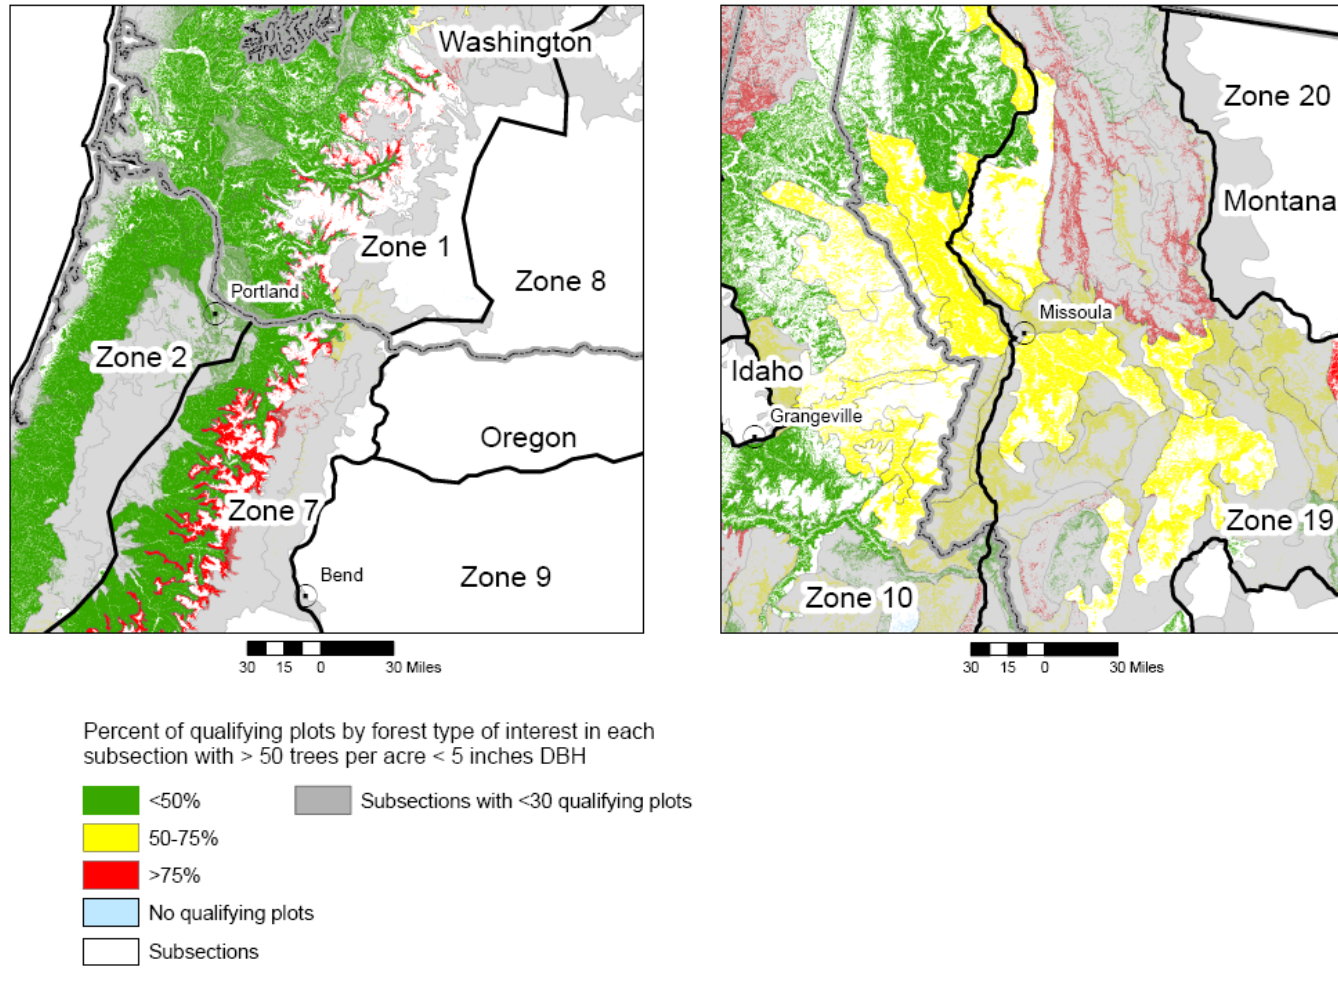 Washington
Zone 1
Zone 8
Portland
Zone 2
Oregon
Zone 7
Bend
Zone 9
30 15 0 30 Miles
Zone 20
Montana
Missoula
Idaho
Grangeville
Zone 19
Zone 10
30 15 0 30 Miles
Percent of qualifying plots by forest type of interest in each
subsection with > 50 trees per acre < 5 inches DBH
<50%
Subsections with <30 qualifying plots
50-75%
>75%
No qualifying plots
Subsections